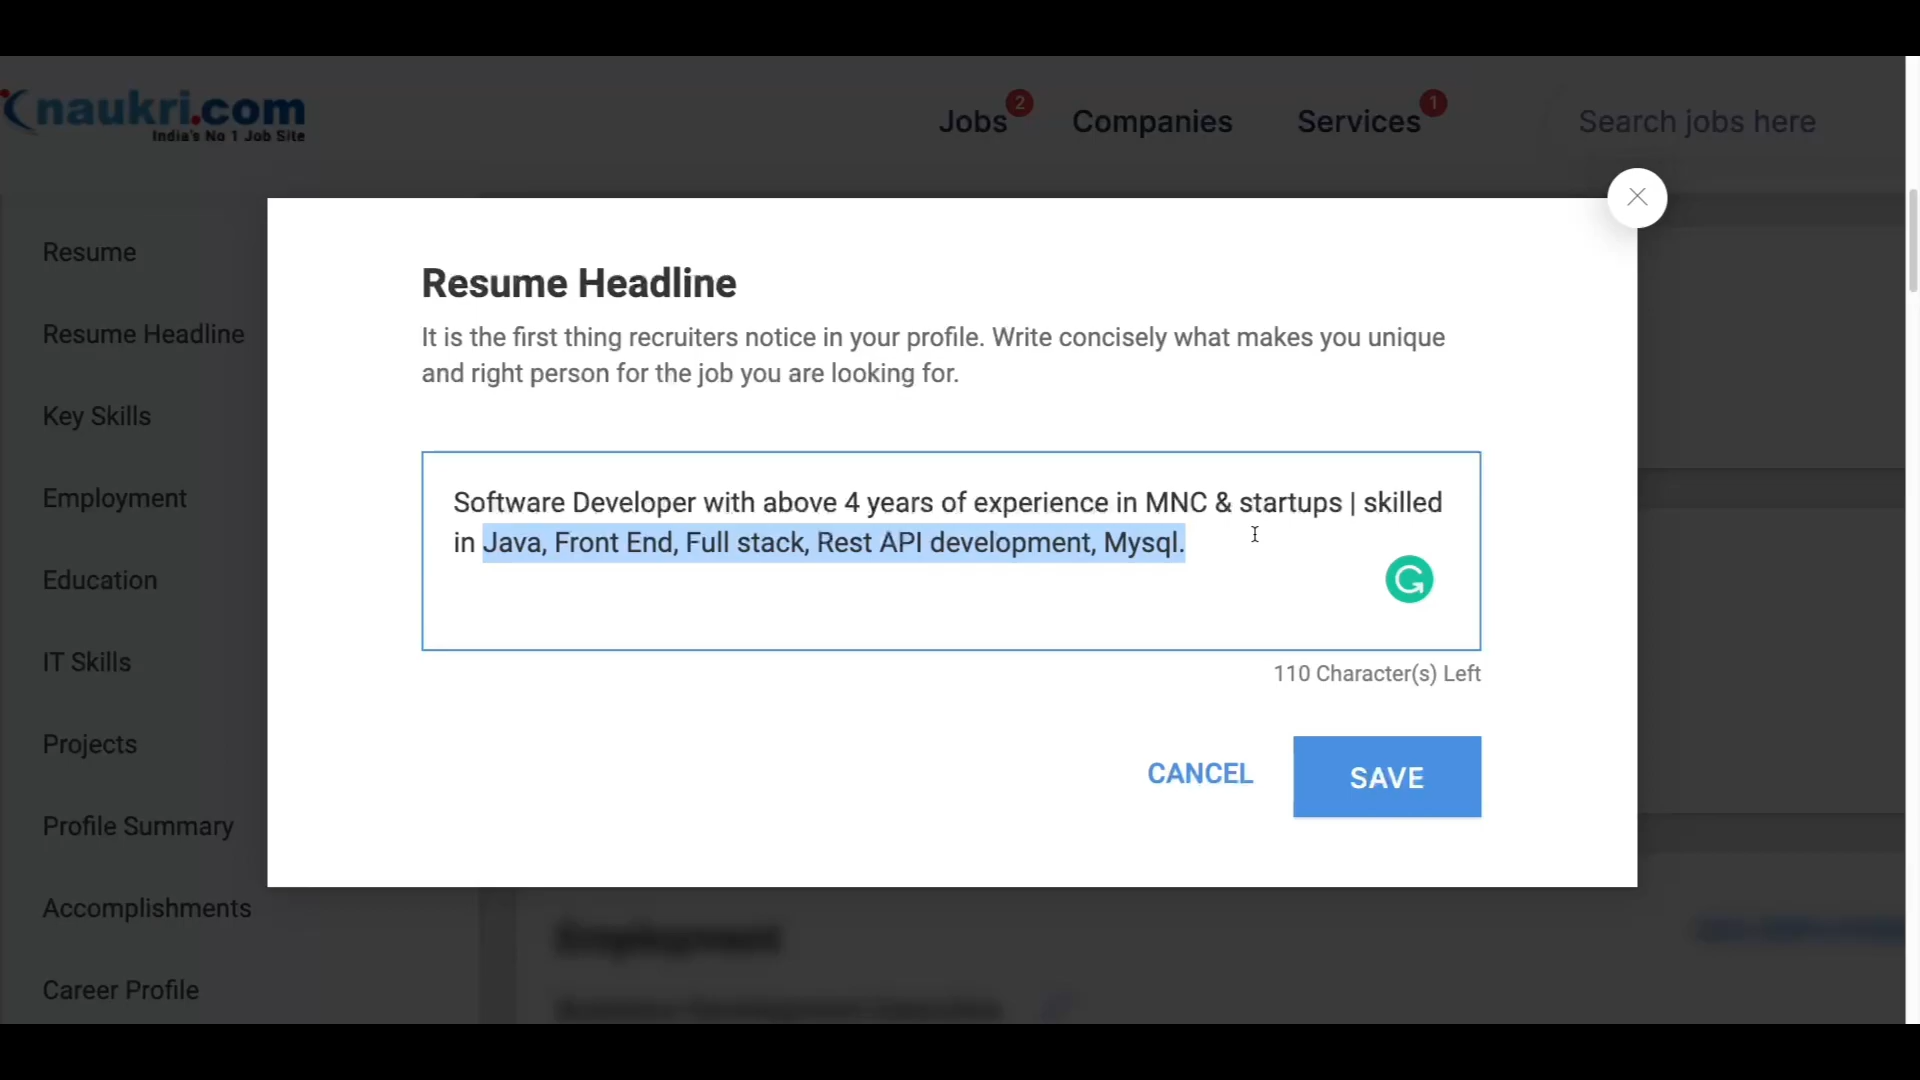 naukri.com
India's No 1 Job Site
Jobs 2
Companies
Services 1
Search jobs here
Resume
Resume Headline
Key Skills
Employment
Education
IT Skills
Projects
Profile Summary
Accomplishments
Career Profile
Resume Headline
It is the first thing recruiters notice in your profile. Write concisely what makes you unique
and right person for the job you are looking for.
Software Developer with above 4 years of experience in MNC & startups | skilled
in Java, Front End, Full stack, Rest API development, Mysql.
110 Character(s) Left
CANCEL
SAVE
Employment